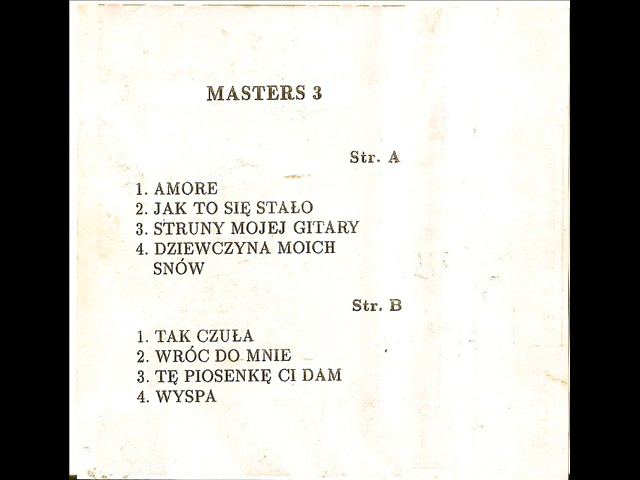 MASTERS 3
Str. A
1. AMORE
2. JAK TO SIĘ STAŁO
3. STRUNY MOJEJ GITARY
4. DZIEWCZYNA MOICH
SNÓW
Str. B
1. TAK CZUŁA
2. WRÓC DO MNIE
3. TĘ PIOSENKĘ CI DAM
4. WYSPA